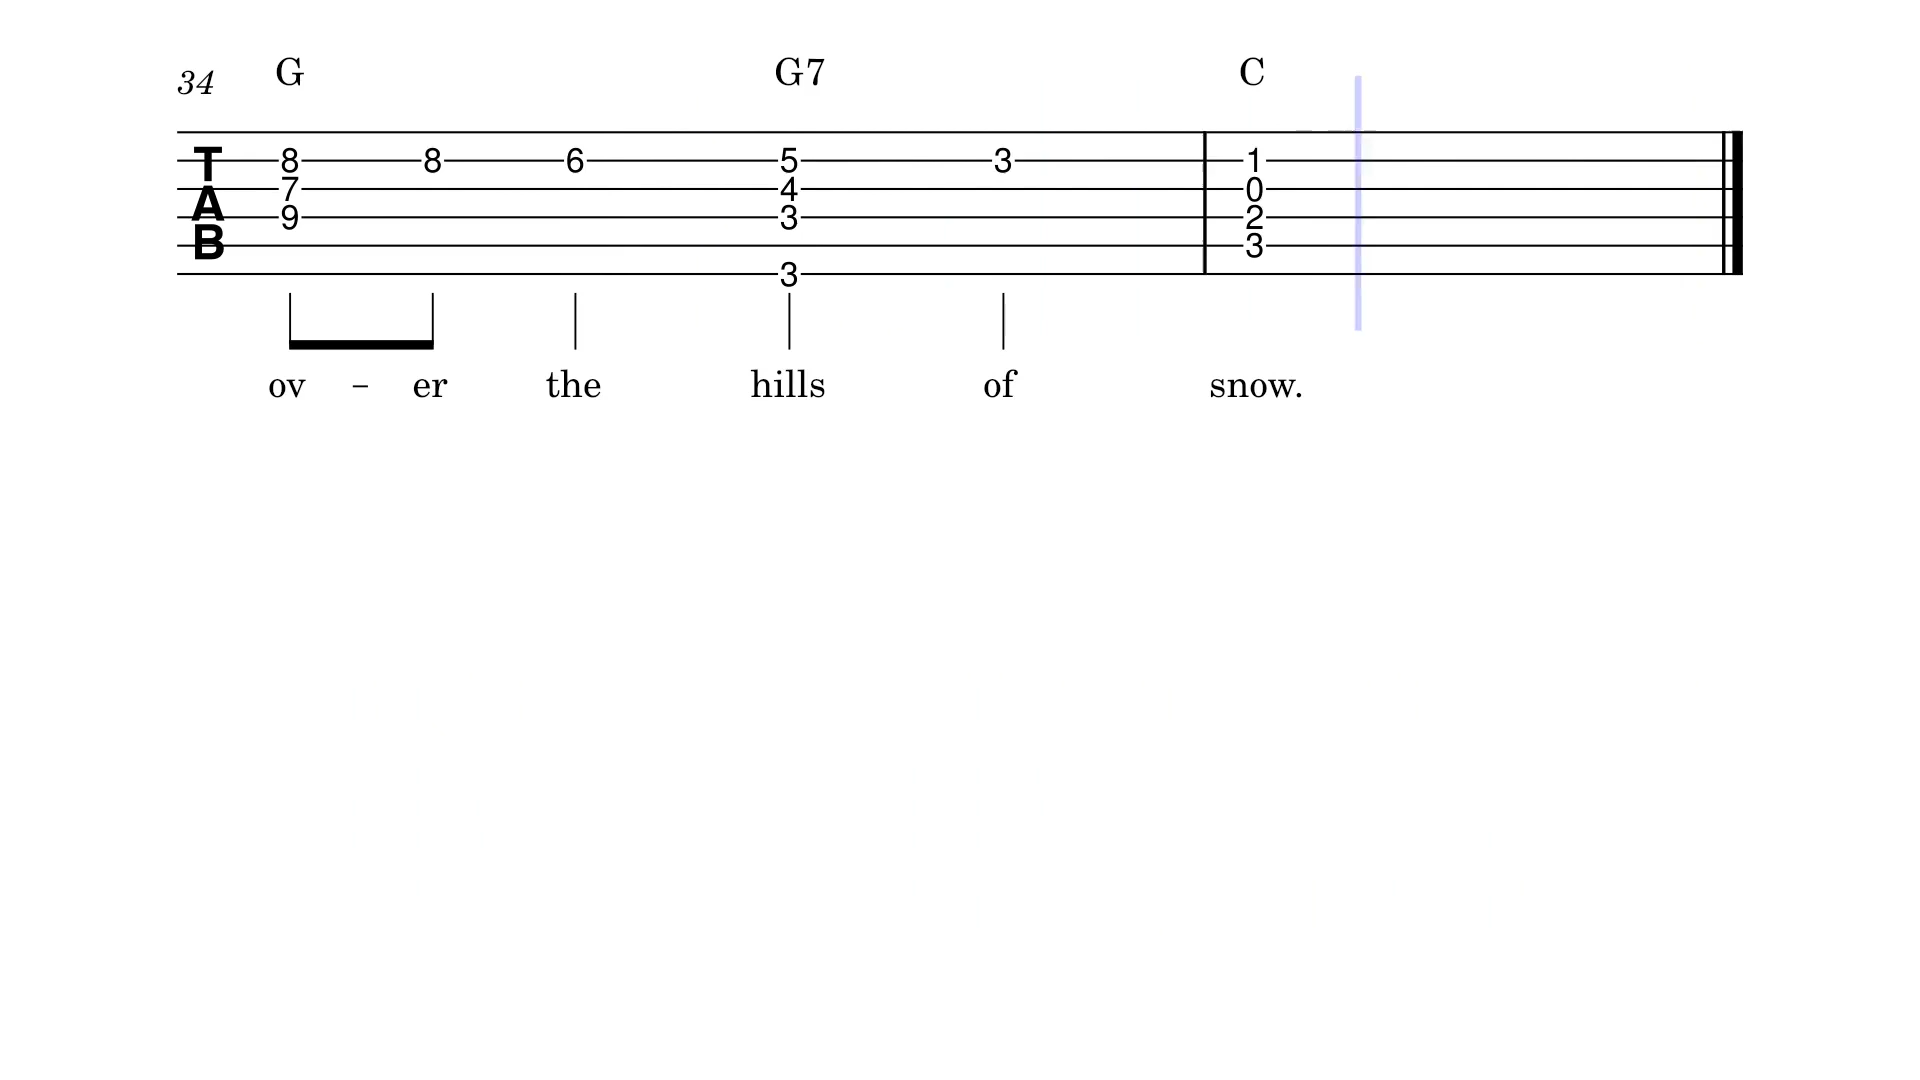 34 G G7 C
T 8 8 6 5 3 1
A 7 4 0
9 3 2
B 3
3
ov - er the hills of snow.